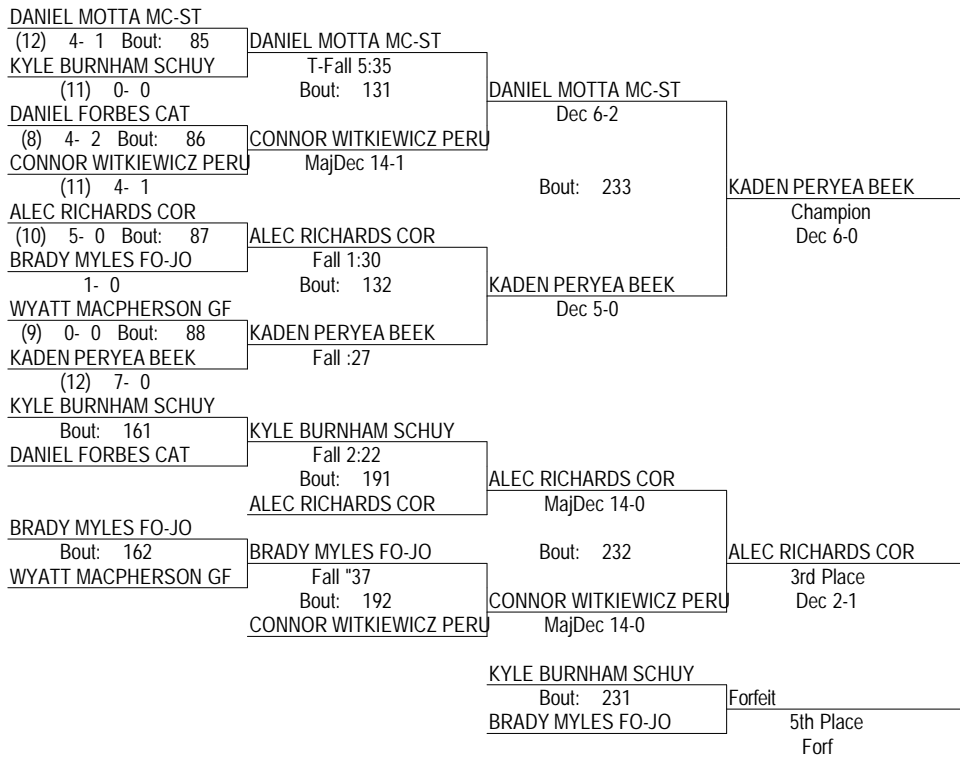 DANIEL MOTTA MC-ST
(12) 4- 1 Bout: 85 DANIEL MOTTA MC-ST
KYLE BURNHAM SCHUY T-Fall 5:35
(11) 0- 0 Bout: 131 DANIEL MOTTA MC-ST
DANIEL FORBES CAT Dec 6-2
(8) 4- 2 Bout: 86 CONNOR WITKIEWICZ PERU
CONNOR WITKIEWICZ PERU MajDec 14-1
(11) 4- 1 Bout: 233 KADEN PERYEA BEEK
ALEC RICHARDS COR Champion
(10) 5- 0 Bout: 87 ALEC RICHARDS COR Dec 6-0
BRADY MYLES FO-JO Fall 1:30
1- 0 Bout: 132 KADEN PERYEA BEEK
WYATT MACPHERSON GF Dec 5-0
(9) 0- 0 Bout: 88 KADEN PERYEA BEEK
KADEN PERYEA BEEK Fall :27
(12) 7- 0
KYLE BURNHAM SCHUY
Bout: 161 KYLE BURNHAM SCHUY
DANIEL FORBES CAT Fall 2:22
Bout: 191 ALEC RICHARDS COR
ALEC RICHARDS COR MajDec 14-0
BRADY MYLES FO-JO
Bout: 162 BRADY MYLES FO-JO Bout: 232 ALEC RICHARDS COR
WYATT MACPHERSON GF Fall "37 3rd Place
Bout: 192 CONNOR WITKIEWICZ PERU Dec 2-1
CONNOR WITKIEWICZ PERU MajDec 14-0
KYLE BURNHAM SCHUY
Bout: 231 Forfeit
BRADY MYLES FO-JO 5th Place
Forf